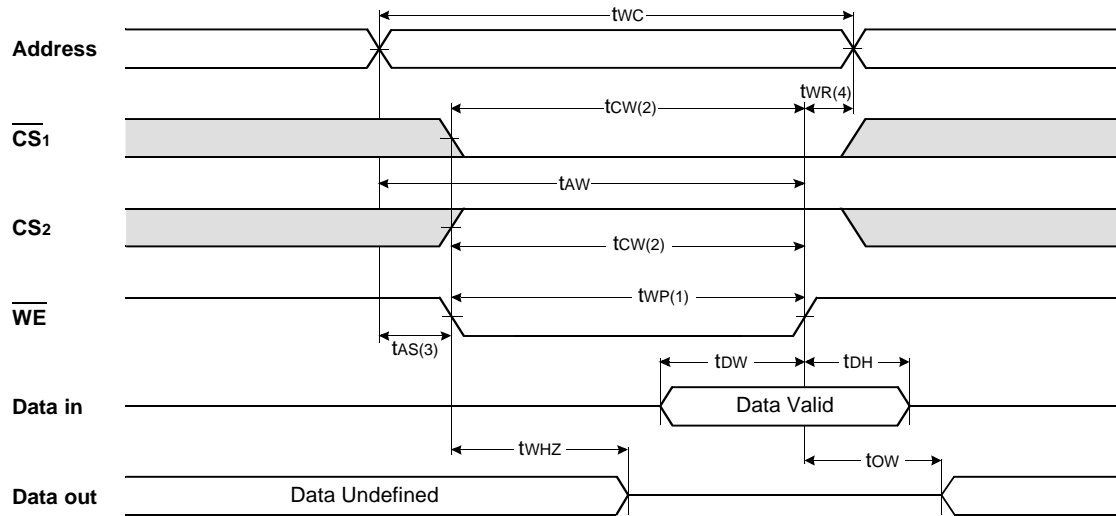 tWC
Address
tCW(2)
tWR(4)
CS1
tAW
CS2
tCW(2)
tWP(1)
WE
tAS(3)
tDW
tDH
Data in
Data Valid
tWHZ
tOW
Data out
Data Undefined